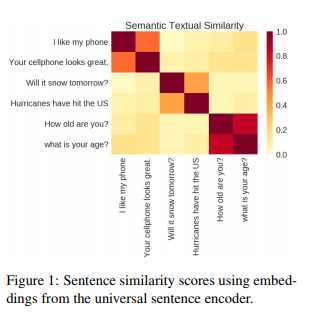 Semantic Textual Similarity
I like my phone
Your cellphone looks great.
Will it snow tomorrow?
Hurricanes have hit the US
How old are you?
what is your age?
1.0
0.8
0.6
0.4
0.2
0.0
I like my phone
Your cellphone looks great.
Will it snow tomorrow?
Hurricanes have hit the US
How old are you?
what is your age?
Figure 1: Sentence similarity scores using embed-
dings from the universal sentence encoder.